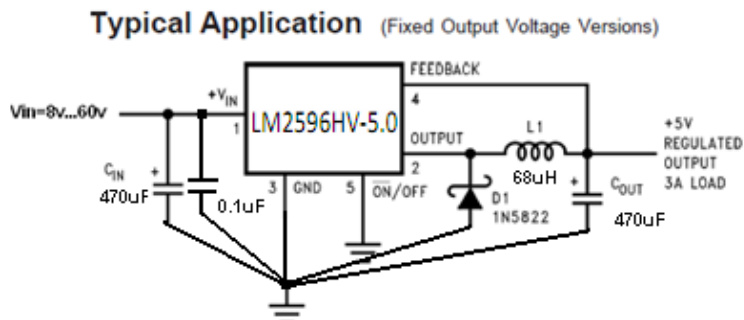 Typical Application (Fixed Output Voltage Versions)
FEEDBACK
+VIN
4
Vin=8v...60v
1
LM2596HV-5.0
OUTPUT
L1
+5V
REGULATED
OUTPUT
3A LOAD
2
68uH
CIN
+
470uF
0.1uF
3
GND
5
ON/OFF
D1
1N5822
+
COUT
470uF